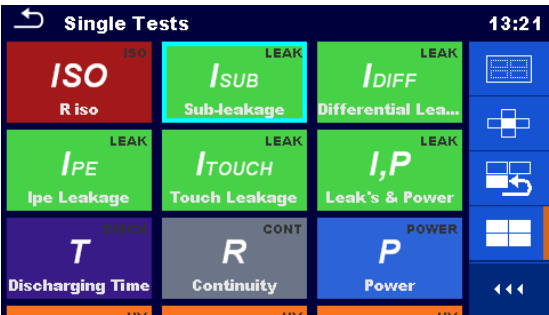 Single Tests 13:21
ISO LEAK LEAK
ISO ISUB IDIFF
R iso Sub-leakage Differential Lea...
LEAK LEAK LEAK
IPE ITOUCH I,P
Ipe Leakage Touch Leakage Leak's & Power
DISCH CONT POWER
T R P
Discharging Time Continuity Power